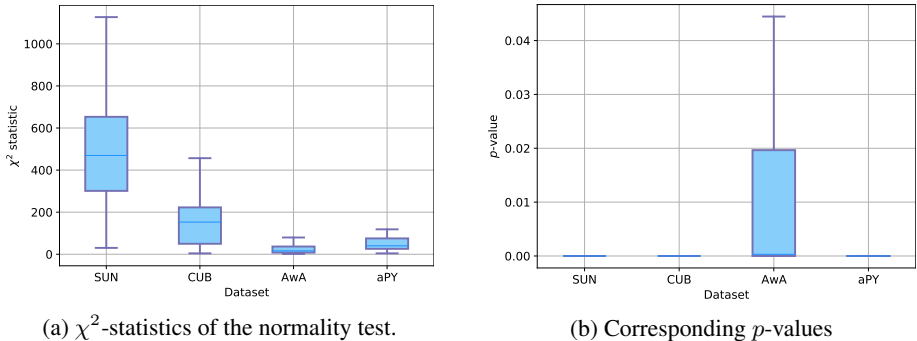 1000
800
600
400
200
0
χ² statistic
SUN CUB AwA aPY
Dataset
(a) χ²-statistics of the normality test.
0.04
0.03
0.02
0.01
0.00
p-value
SUN CUB AwA aPY
Dataset
(b) Corresponding p-values